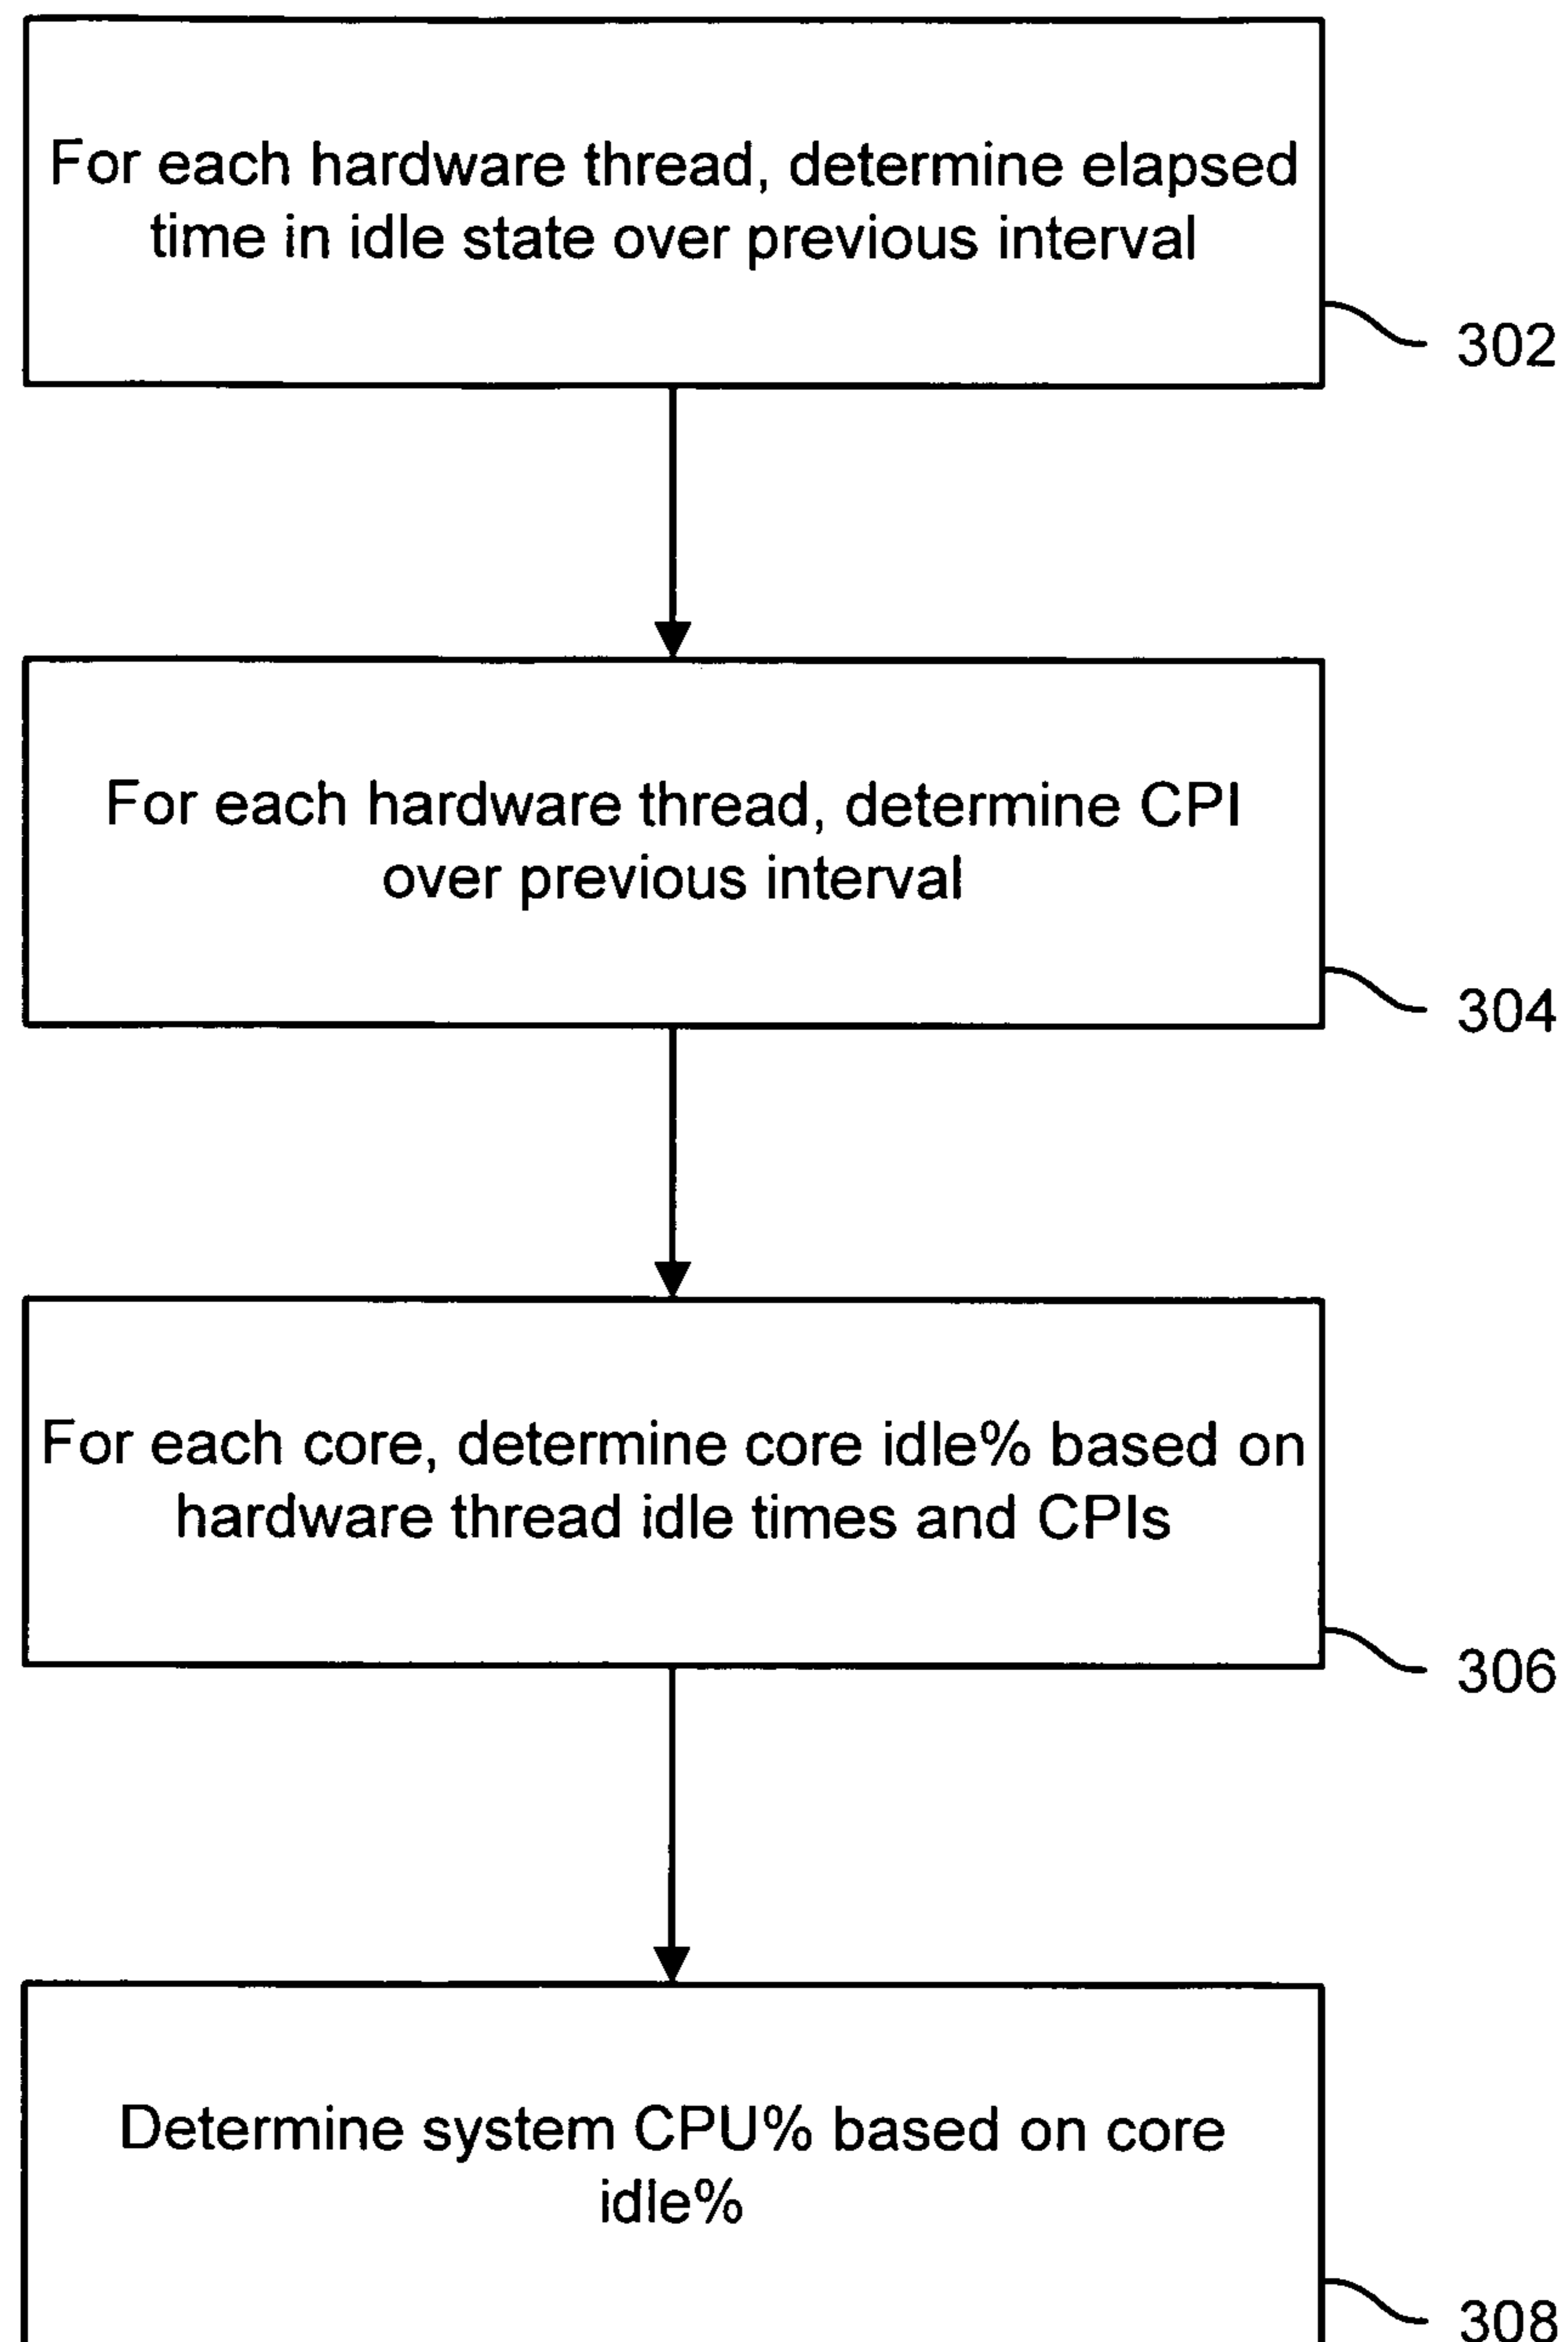 For each hardware thread, determine elapsed
time in idle state over previous interval
302
For each hardware thread, determine CPI
over previous interval
304
For each core, determine core idle% based on
hardware thread idle times and CPIs
306
Determine system CPU% based on core
idle%
308